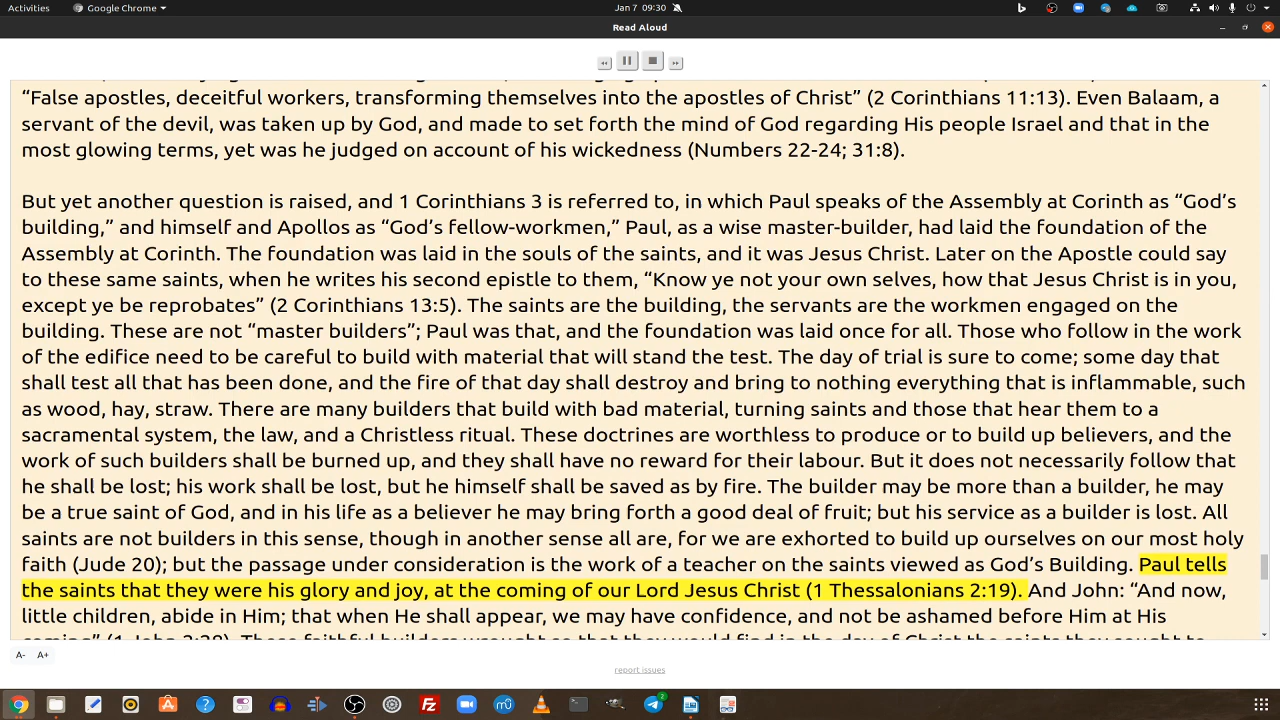 Activities
Google Chrome
Jan 7 09:30
Read Aloud
“False apostles, deceitful workers, transforming themselves into the apostles of Christ” (2 Corinthians 11:13). Even Balaam, a
servant of the devil, was taken up by God, and made to set forth the mind of God regarding His people Israel and that in the
most glowing terms, yet was he judged on account of his wickedness (Numbers 22-24; 31:8).
But yet another question is raised, and 1 Corinthians 3 is referred to, in which Paul speaks of the Assembly at Corinth as “God’s
building,” and himself and Apollos as “God’s fellow-workmen,” Paul, as a wise master-builder, had laid the foundation of the
Assembly at Corinth. The foundation was laid in the souls of the saints, and it was Jesus Christ. Later on the Apostle could say
to these same saints, when he writes his second epistle to them, “Know ye not your own selves, how that Jesus Christ is in you,
except ye be reprobates” (2 Corinthians 13:5). The saints are the building, the servants are the workmen engaged on the
building. These are not “master builders”; Paul was that, and the foundation was laid once for all. Those who follow in the work
of the edifice need to be careful to build with material that will stand the test. The day of trial is sure to come; some day that
shall test all that has been done, and the fire of that day shall destroy and bring to nothing everything that is inflammable, such
as wood, hay, straw. There are many builders that build with bad material, turning saints and those that hear them to a
sacramental system, the law, and a Christless ritual. These doctrines are worthless to produce or to build up believers, and the
work of such builders shall be burned up, and they shall have no reward for their labour. But it does not necessarily follow that
he shall be lost; his work shall be lost, but he himself shall be saved as by fire. The builder may be more than a builder, he may
be a true saint of God, and in his life as a believer he may bring forth a good deal of fruit; but his service as a builder is lost. All
saints are not builders in this sense, though in another sense all are, for we are exhorted to build up ourselves on our most holy
faith (Jude 20); but the passage under consideration is the work of a teacher on the saints viewed as God’s Building. Paul tells
the saints that they were his glory and joy, at the coming of our Lord Jesus Christ (1 Thessalonians 2:19). And John: “And now,
little children, abide in Him; that when He shall appear, we may have confidence, and not be ashamed before Him at His
coming” (1 John 2:28). These faithful builders wrought so that they would find in the day of Christ the saints they sought to
A-
A+
report issues